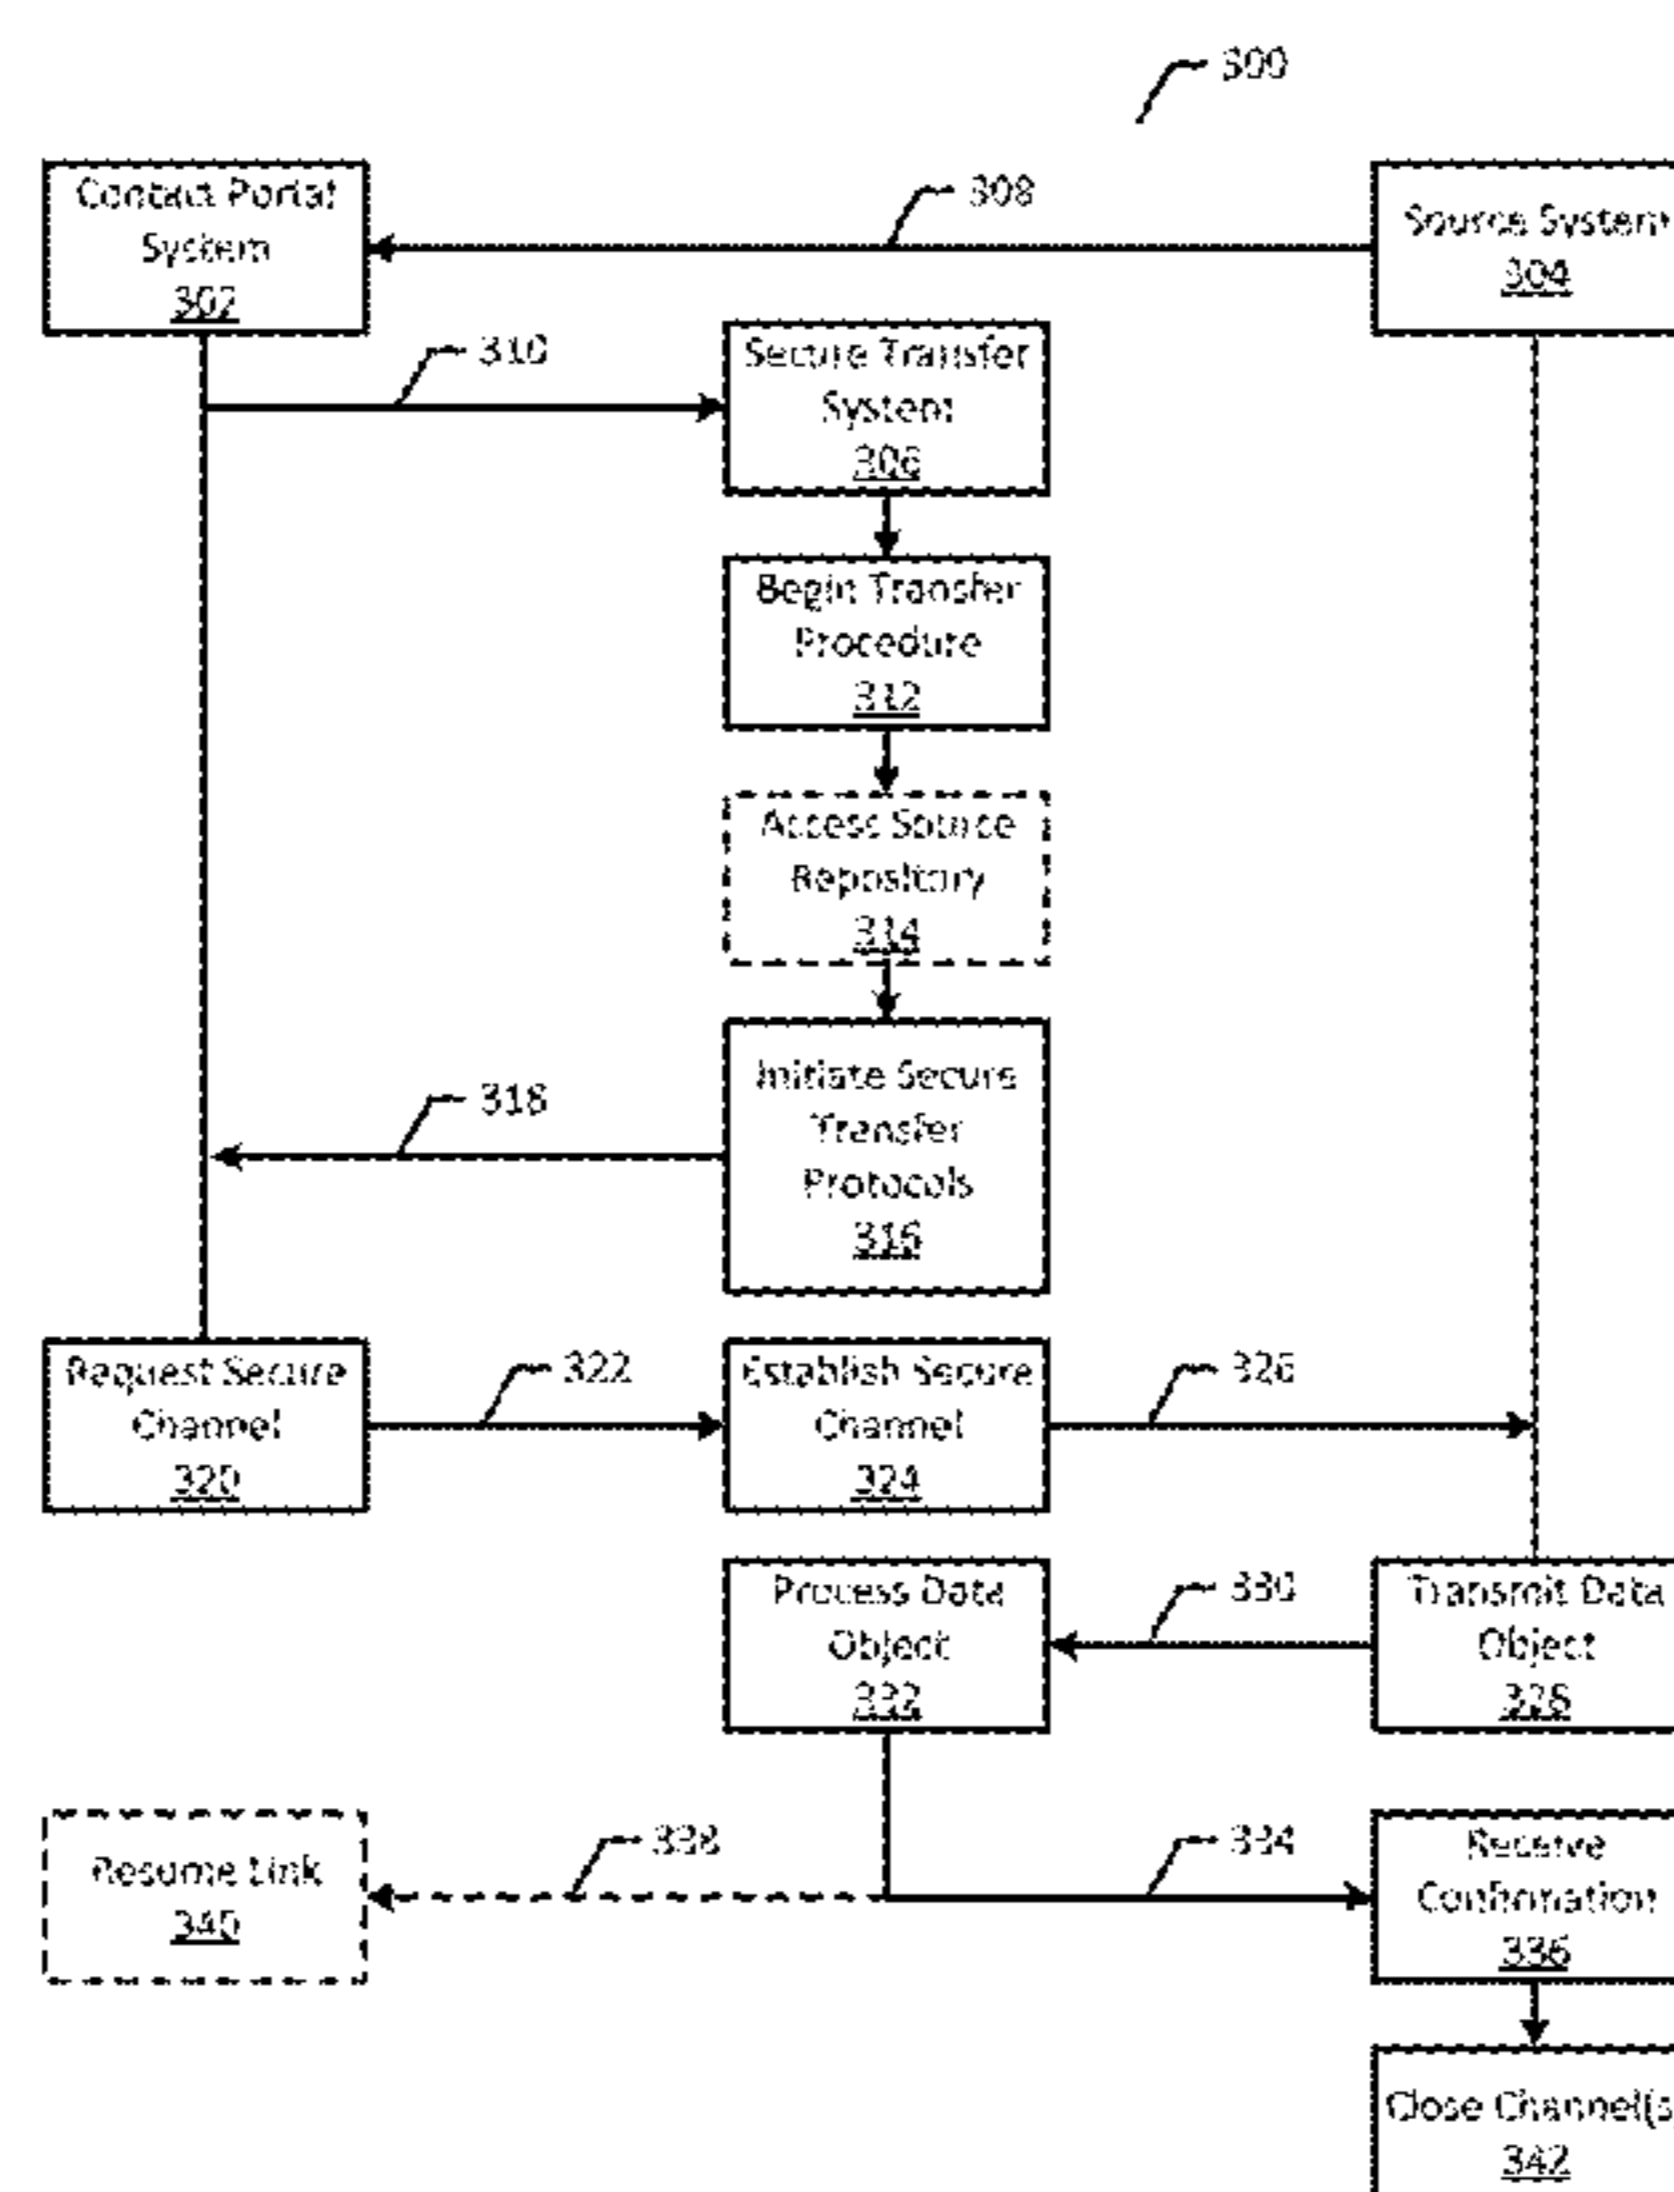 300
Contact Portal
System
302
308
Source System
304
310
Secure Transfer
System
306
Begin Transfer
Procedure
312
Access Source
Repository
314
Initiate Secure
Transfer
Protocols
316
318
Request Secure
Channel
320
322
Establish Secure
Channel
324
326
Process Data
Object
332
330
Transmit Data
Object
328
Resume Link
340
338
334
Receive
Confirmation
336
Close Channel(s
342